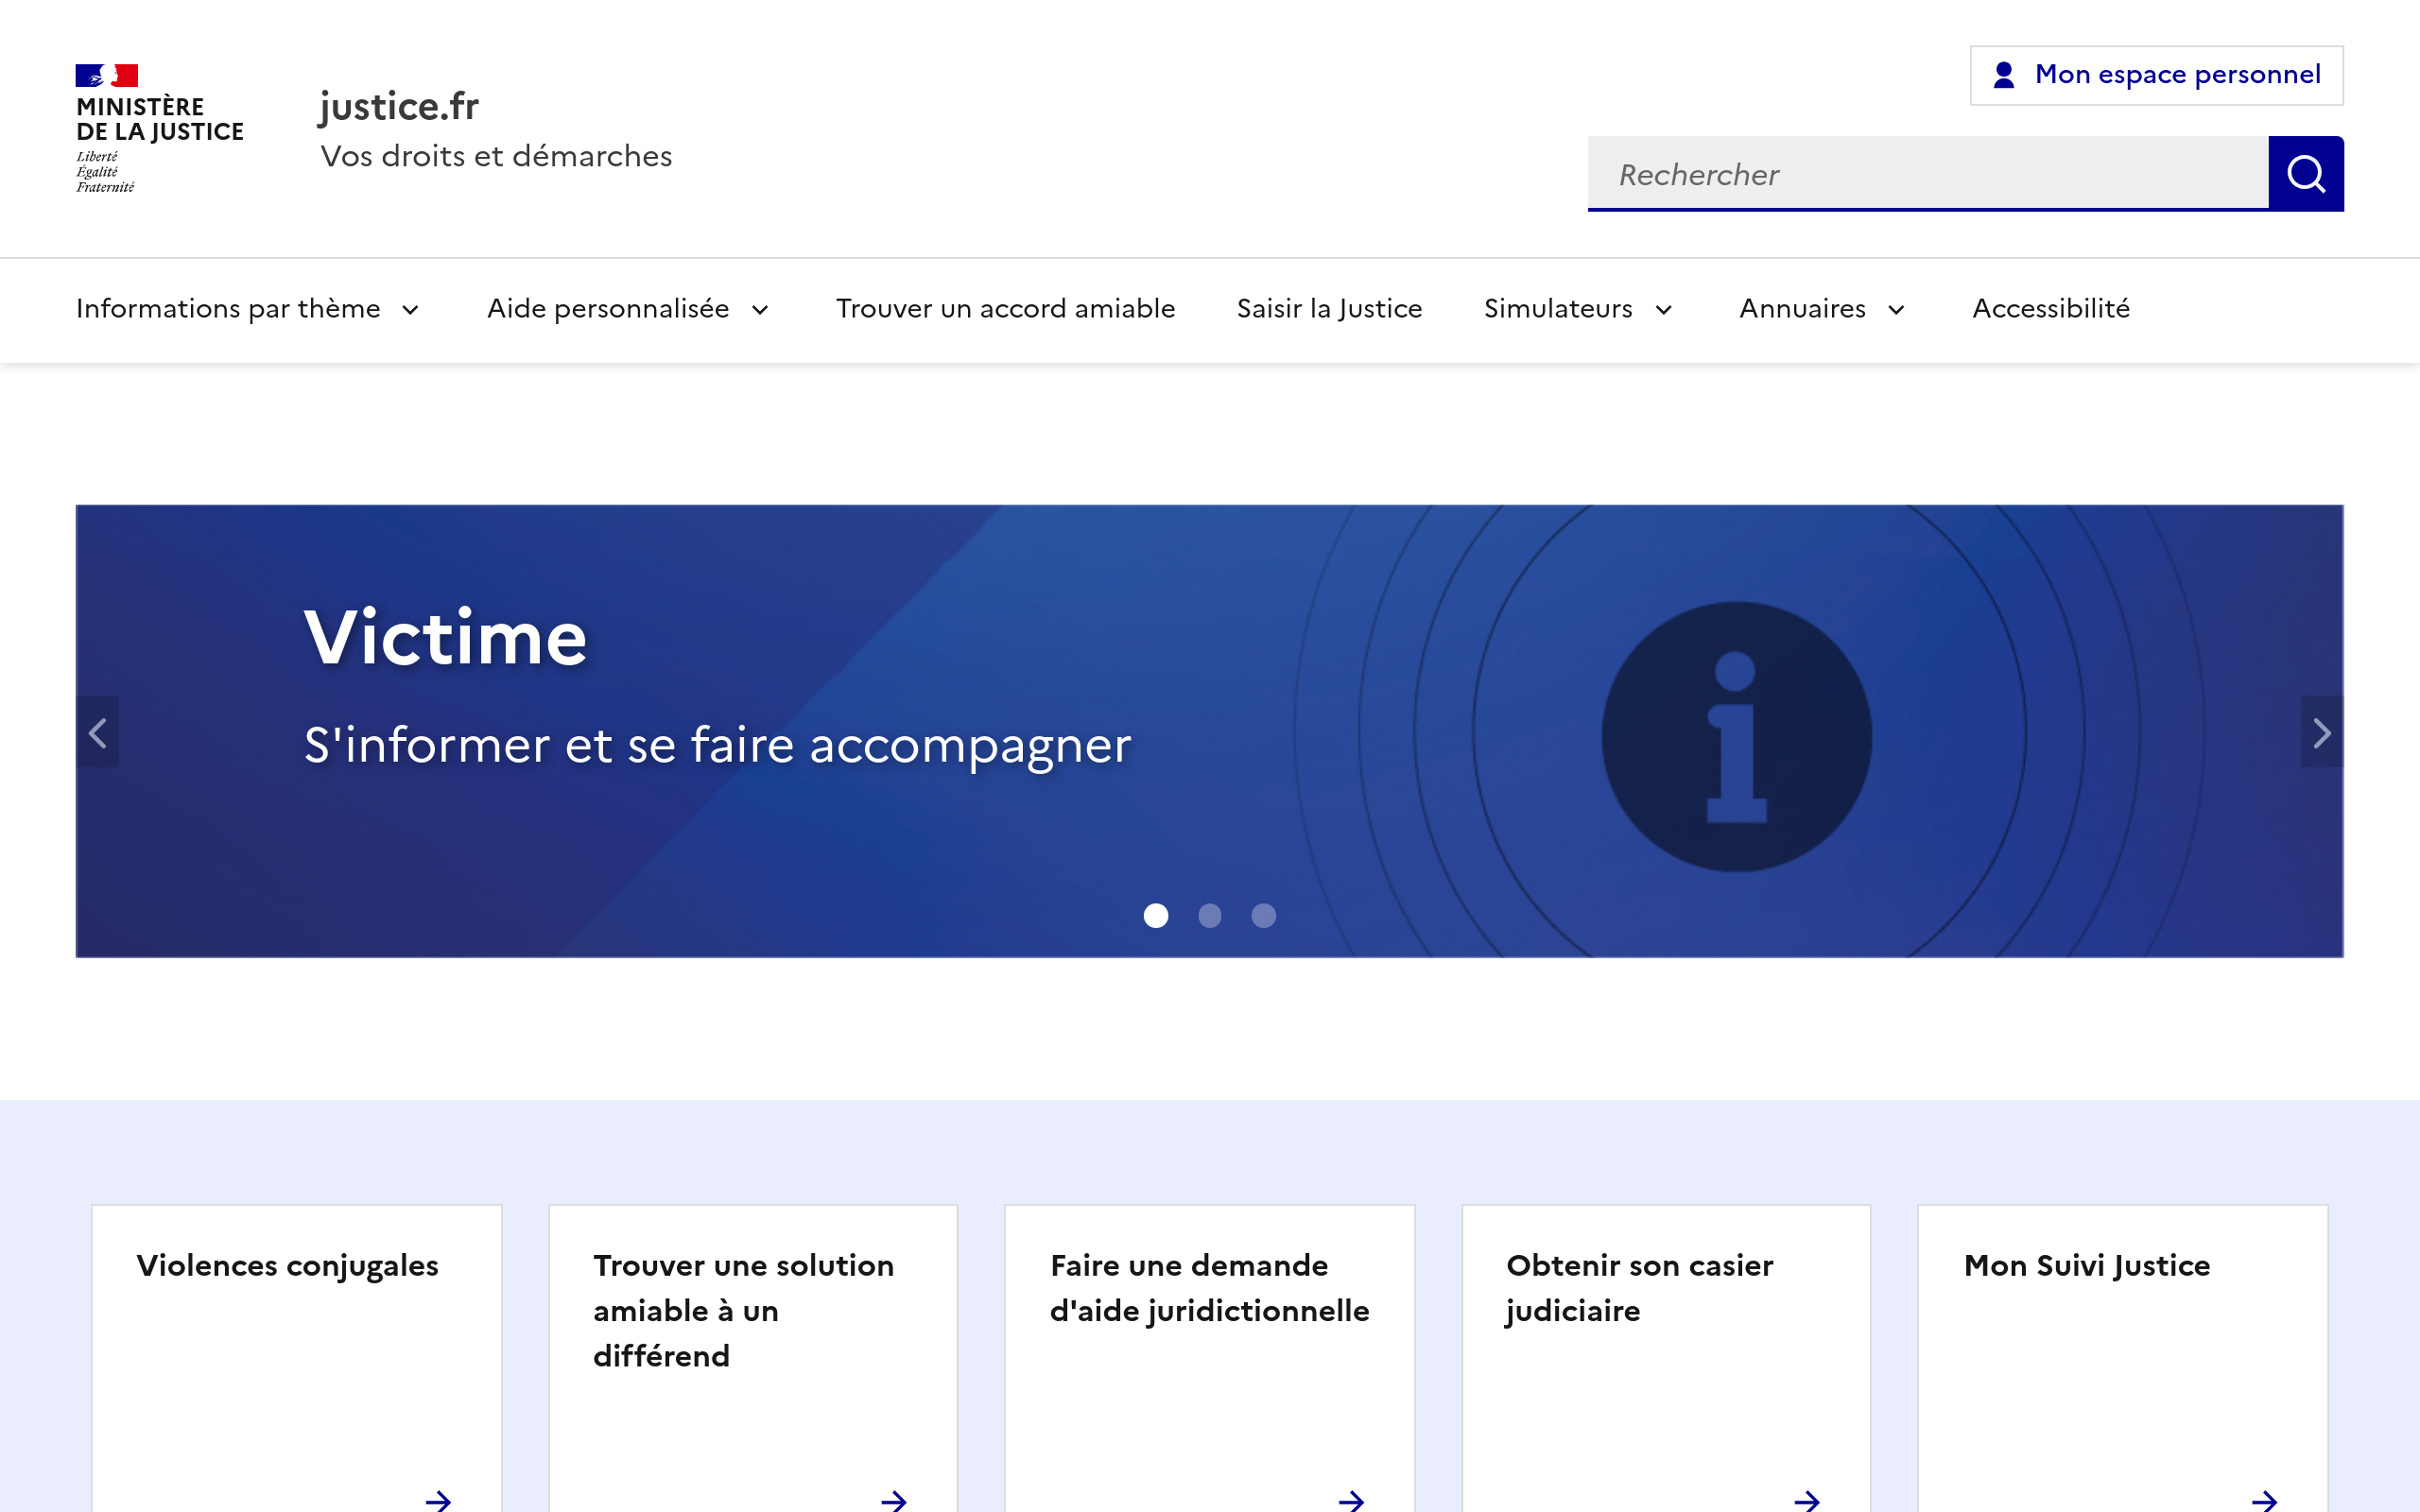 MINISTÈRE
DE LA JUSTICE
Liberté
Égalité
Fraternité
justice.fr
Vos droits et démarches
Mon espace personnel
Rechercher
Informations par thème
Aide personnalisée
Trouver un accord amiable
Saisir la Justice
Simulateurs
Annuaires
Accessibilité
Victime
S'informer et se faire accompagner
Violences conjugales
Trouver une solution
amiable à un
différend
Faire une demande
d'aide juridictionnelle
Obtenir son casier
judiciaire
Mon Suivi Justice